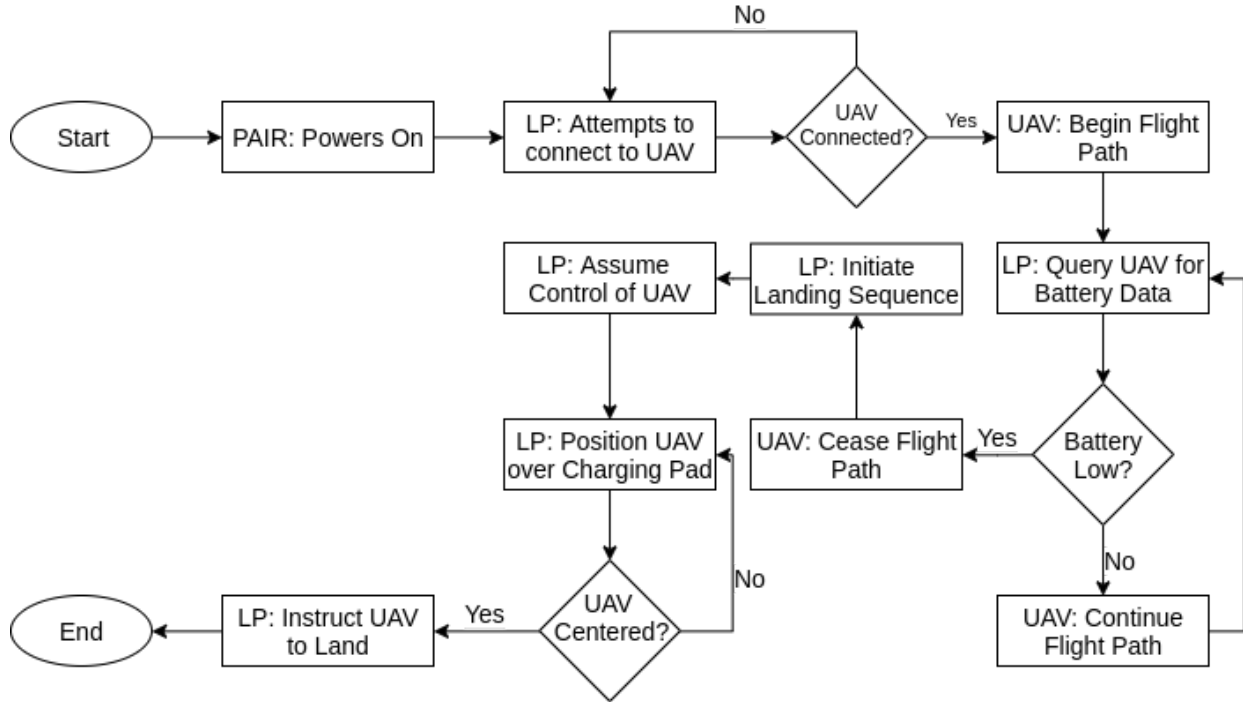 No
Start
PAIR: Powers On
LP: Attempts to
connect to UAV
UAV
Connected?
Yes
UAV: Begin Flight
Path
LP: Assume
Control of UAV
LP: Initiate
Landing Sequence
LP: Query UAV for
Battery Data
LP: Position UAV
over Charging Pad
UAV: Cease Flight
Path
Yes
Battery
Low?
No
No
End
LP: Instruct UAV
to Land
Yes
UAV
Centered?
UAV: Continue
Flight Path